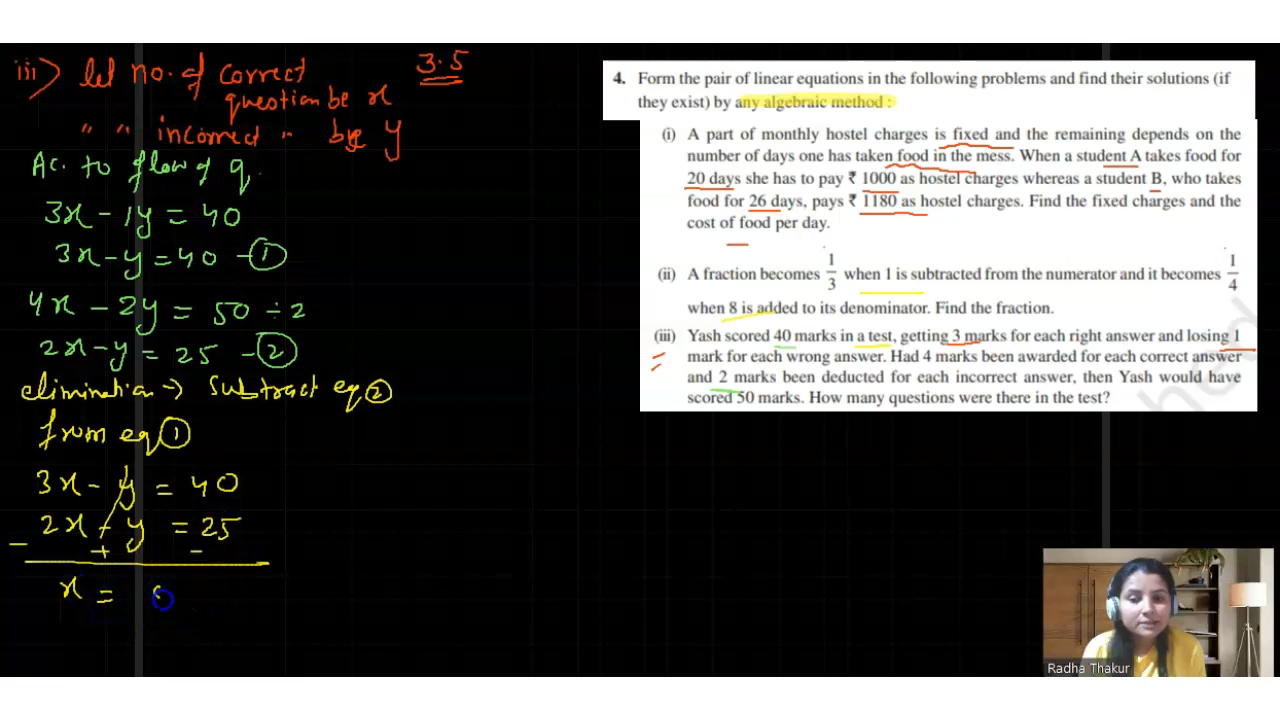 iii) let no. of correct question be x
3.5
" " incorrect " be y
Ac. to flow of q.
3x - 1y = 40
3x - y = 40 - ①
4x - 2y = 50 ÷ 2
2x - y = 25 - ②
elimination → Subtract eq ②
from eq ①
3x - y = 40
2x - y = 25
- + -
x =
4. Form the pair of linear equations in the following problems and find their solutions (if
they exist) by any algebraic method :
(i) A part of monthly hostel charges is fixed and the remaining depends on the
number of days one has taken food in the mess. When a student A takes food for
20 days she has to pay ₹ 1000 as hostel charges whereas a student B, who takes
food for 26 days, pays ₹ 1180 as hostel charges. Find the fixed charges and the
cost of food per day.
(ii) A fraction becomes 1/3 when 1 is subtracted from the numerator and it becomes 1/4
when 8 is added to its denominator. Find the fraction.
(iii) Yash scored 40 marks in a test, getting 3 marks for each right answer and losing 1
mark for each wrong answer. Had 4 marks been awarded for each correct answer
and 2 marks been deducted for each incorrect answer, then Yash would have
scored 50 marks. How many questions were there in the test?
Radha Thakur